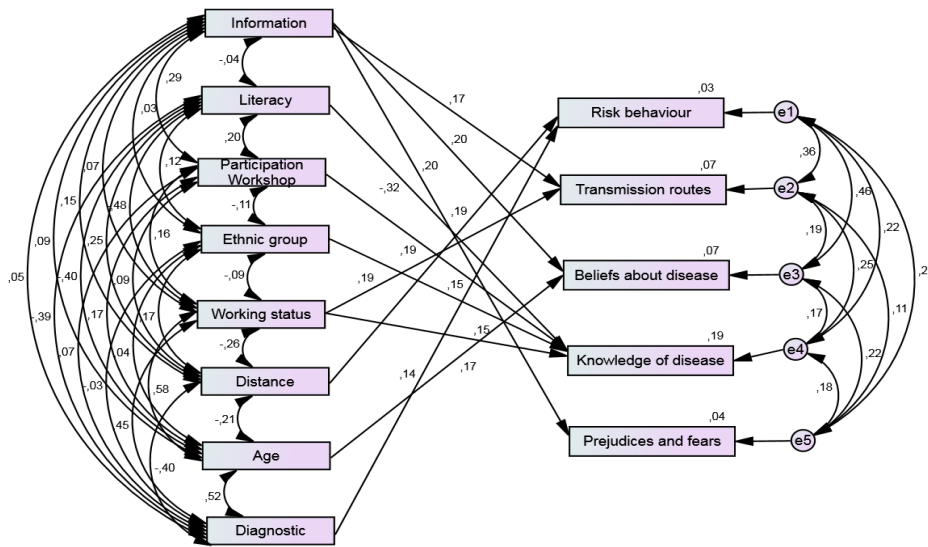 Information
-,04
,29
Literacy
,03
,20
,12
Participation
Workshop
,07
-,11
,15
-,48
,16
,25
Ethnic group
,09
-,09
,05
-,40
,09
Working status
-,39
,17
,17
-,26
,07
,04
,58
Distance
-,03
-,21
,45
Age
-,40
,52
Diagnostic
,17
,20
,20
-,32
,19
,19
,19
,15
,15
,14
,17
,03
Risk behaviour
e1
,36
,07
Transmission routes
e2
,46
,22
,19
,07
Beliefs about disease
e3
,25
,2
,17
,11
,19
Knowledge of disease
e4
,22
,18
,04
Prejudices and fears
e5